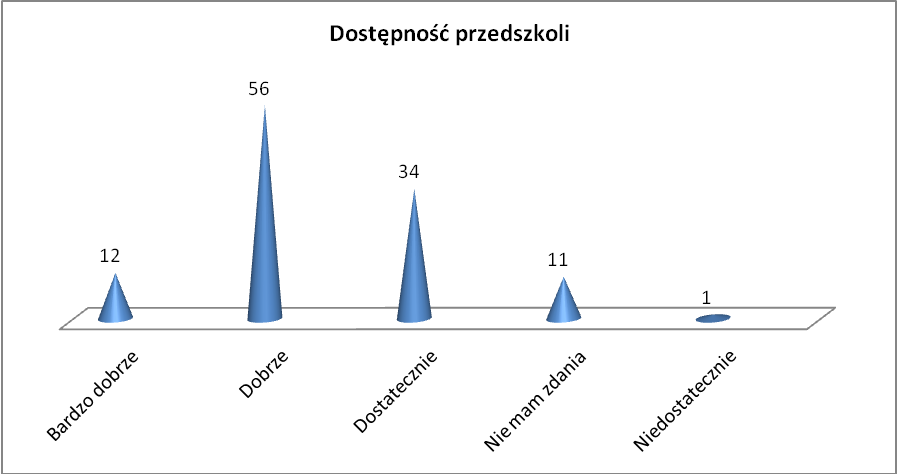 Dostępność przedszkoli
56
34
12
11
1
Bardzo dobrze
Dobrze
Dostatecznie
Nie mam zdania
Niedostatecznie